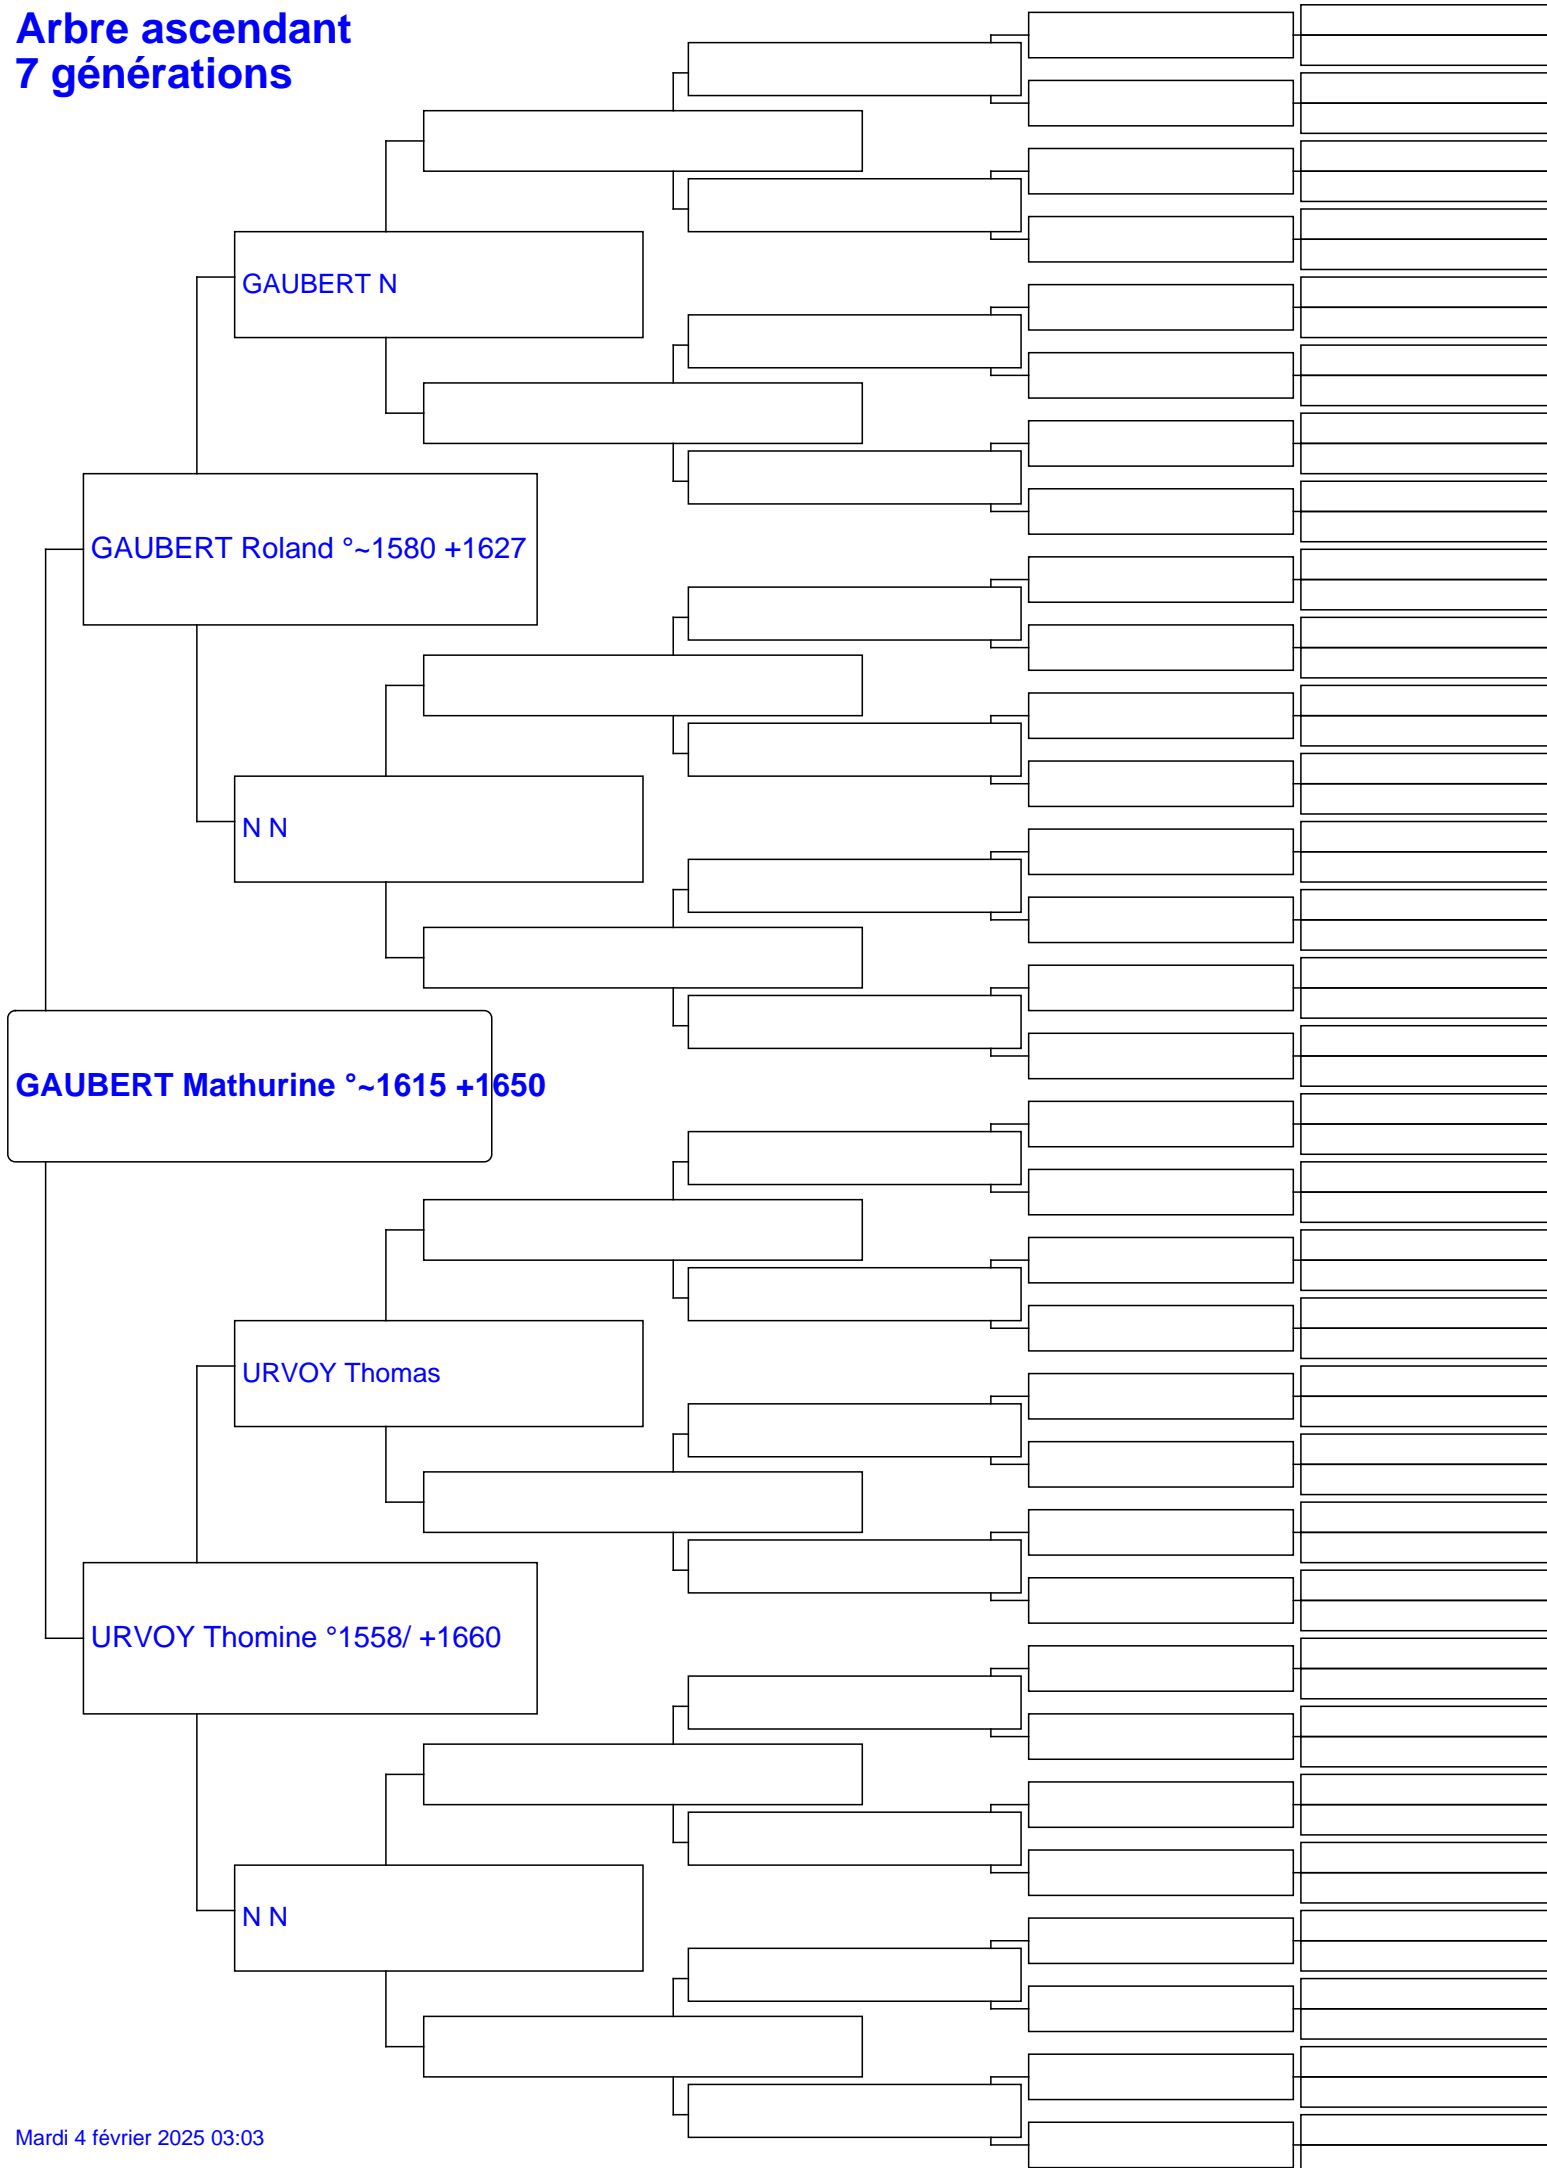 Arbre ascendant
7 générations
GAUBERT N
GAUBERT Roland °~1580 +1627
N N
GAUBERT Mathurine °~1615 +1650
URVOY Thomas
URVOY Thomine °1558/ +1660
N N
Mardi 4 février 2025 03:03